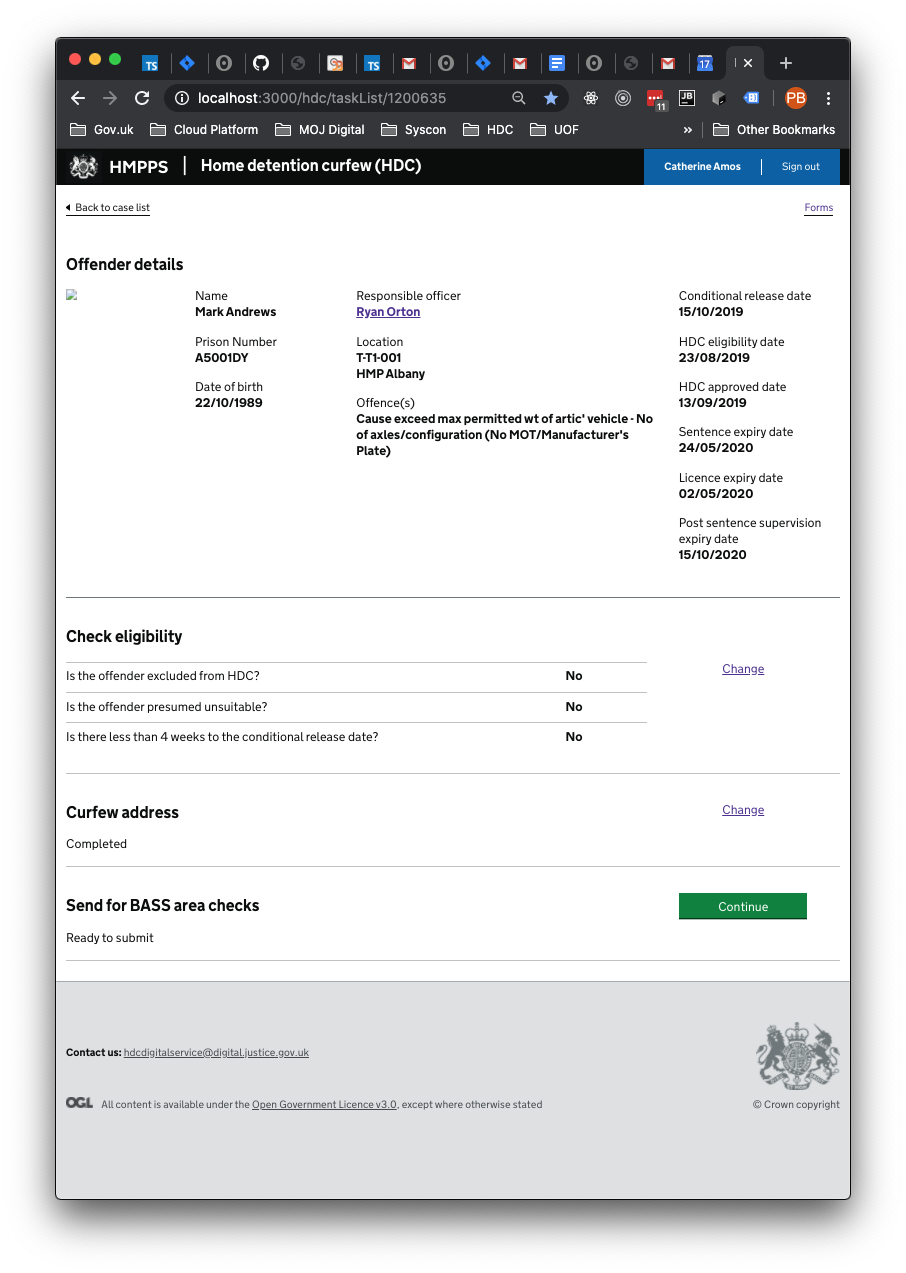 TS
TS
17
localhost:3000/hdc/taskList/1200635
11
JB
PB
Gov.uk
Cloud Platform
MOJ Digital
Syscon
HDC
UOF
»
Other Bookmarks
HMPPS | Home detention curfew (HDC)
Catherine Amos
Sign out
Back to case list
Forms
Offender details
Name
Mark Andrews
Prison Number
A5001DY
Date of birth
22/10/1989
Responsible officer
Ryan Orton
Location
T-T1-001
HMP Albany
Offence(s)
Cause exceed max permitted wt of artic' vehicle - No
of axles/configuration (No MOT/Manufacturer's
Plate)
Conditional release date
15/10/2019
HDC eligibility date
23/08/2019
HDC approved date
13/09/2019
Sentence expiry date
24/05/2020
Licence expiry date
02/05/2020
Post sentence supervision
expiry date
15/10/2020
Check eligibility
Is the offender excluded from HDC? No
Change
Is the offender presumed unsuitable? No
Is there less than 4 weeks to the conditional release date? No
Curfew address
Change
Completed
Send for BASS area checks
Continue
Ready to submit
Contact us: hdcdigitalservice@digital.justice.gov.uk
OGL All content is available under the Open Government Licence v3.0, except where otherwise stated
© Crown copyright